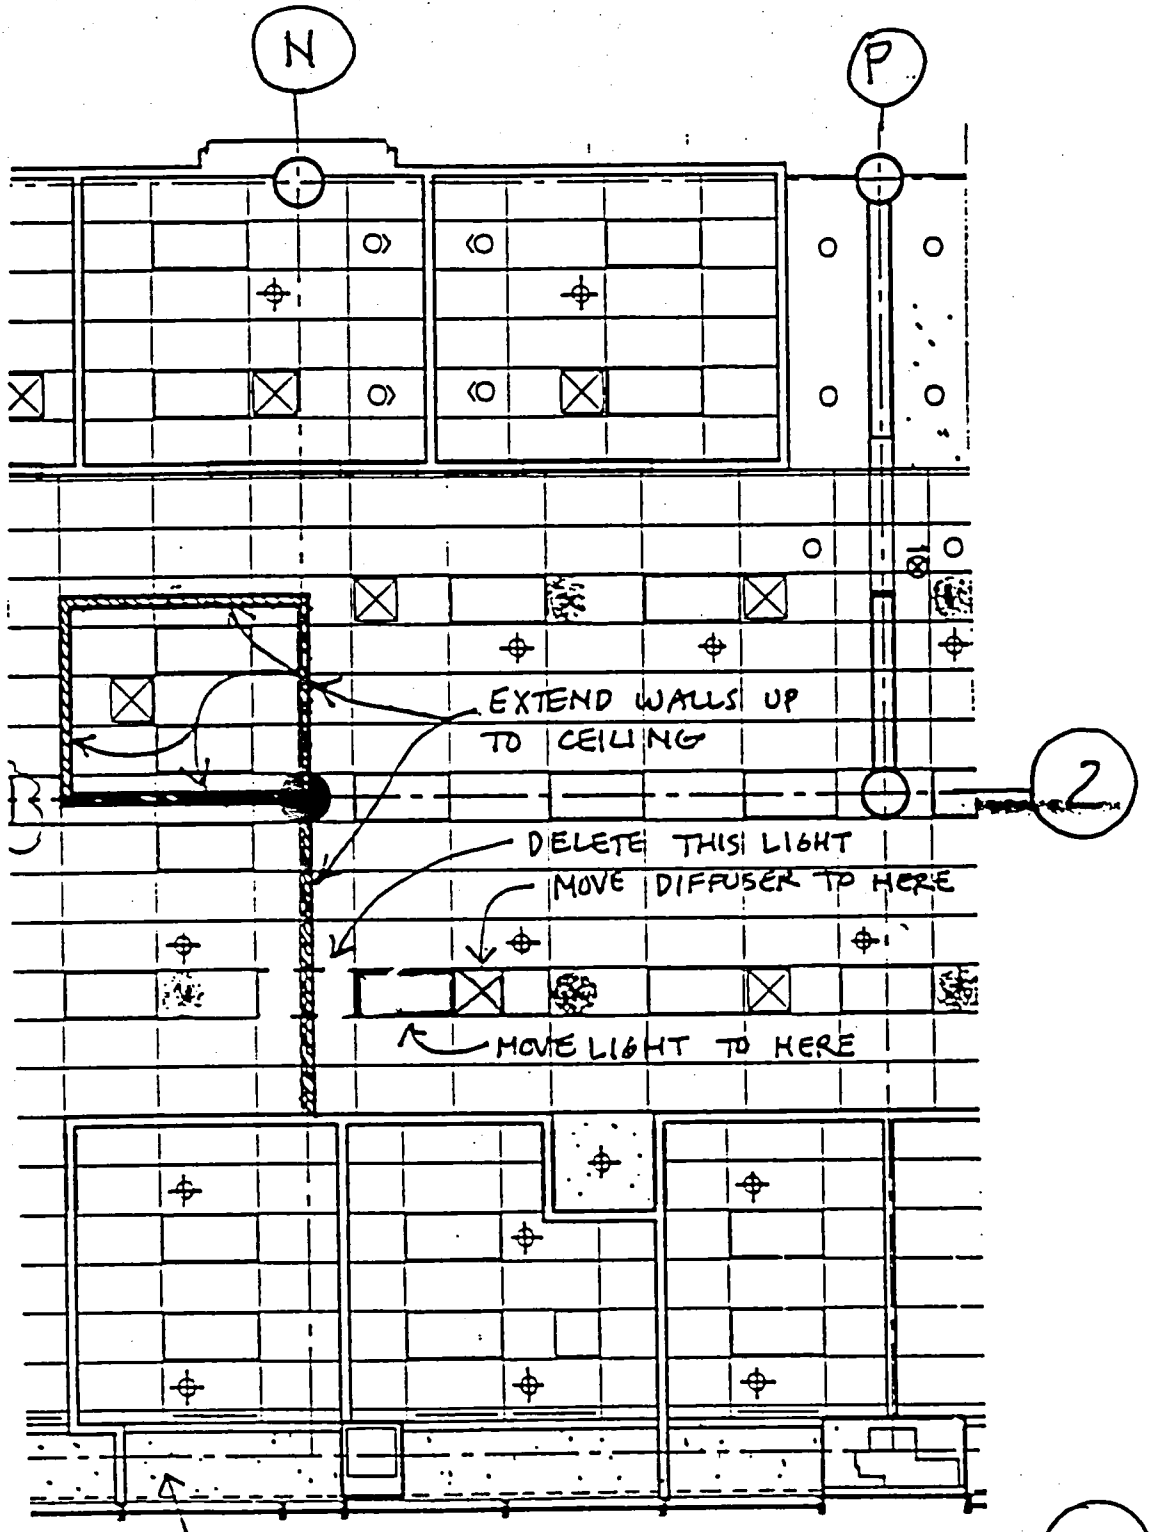 N
P
EXTEND WALLS UP
TO CEILING
2
DELETE THIS LIGHT
MOVE DIFFUSER TO HERE
MOVE LIGHT TO HERE